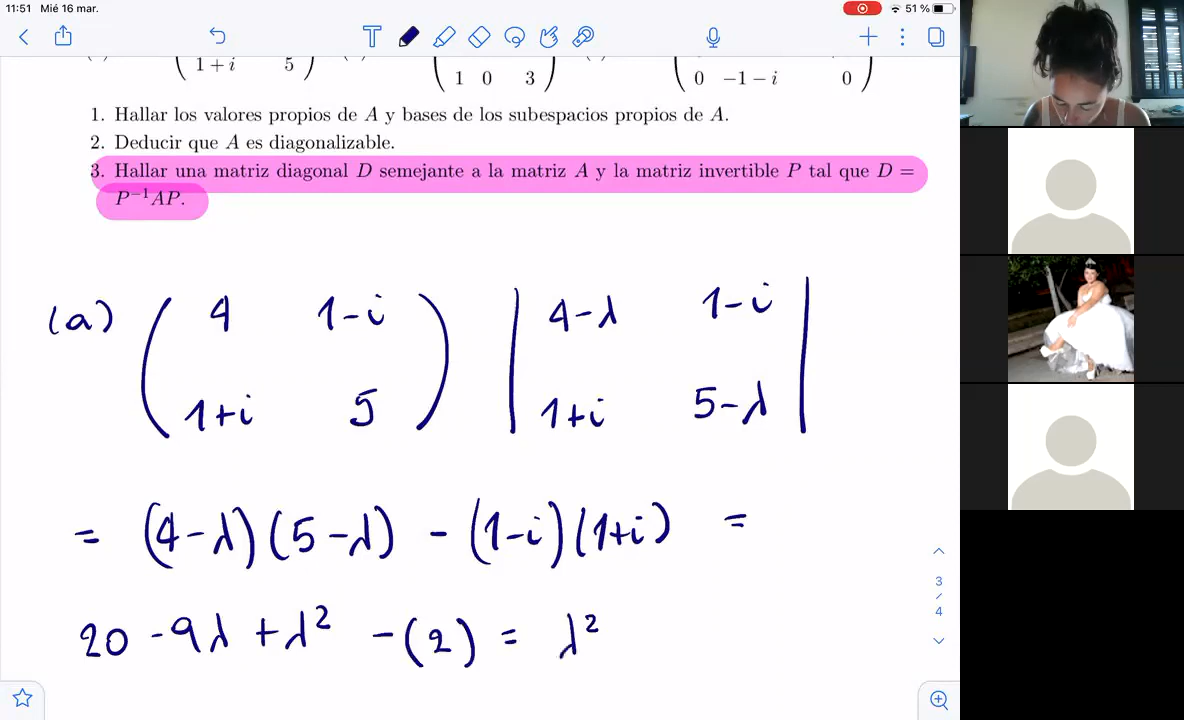 11:51 Mié 16 mar.
51 %
1 + i 5
1 0 3
0 −1 − i 0
1. Hallar los valores propios de A y bases de los subespacios propios de A.
2. Deducir que A es diagonalizable.
3. Hallar una matriz diagonal D semejante a la matriz A y la matriz invertible P tal que D =
P⁻¹AP.
(a) ( 4 1-i ) | 4-λ 1-i |
( 1+i 5 ) | 1+i 5-λ |
= (4-λ)(5-λ) - (1-i)(1+i) =
20 -9λ +λ² -(2) = λ²
3
/
4